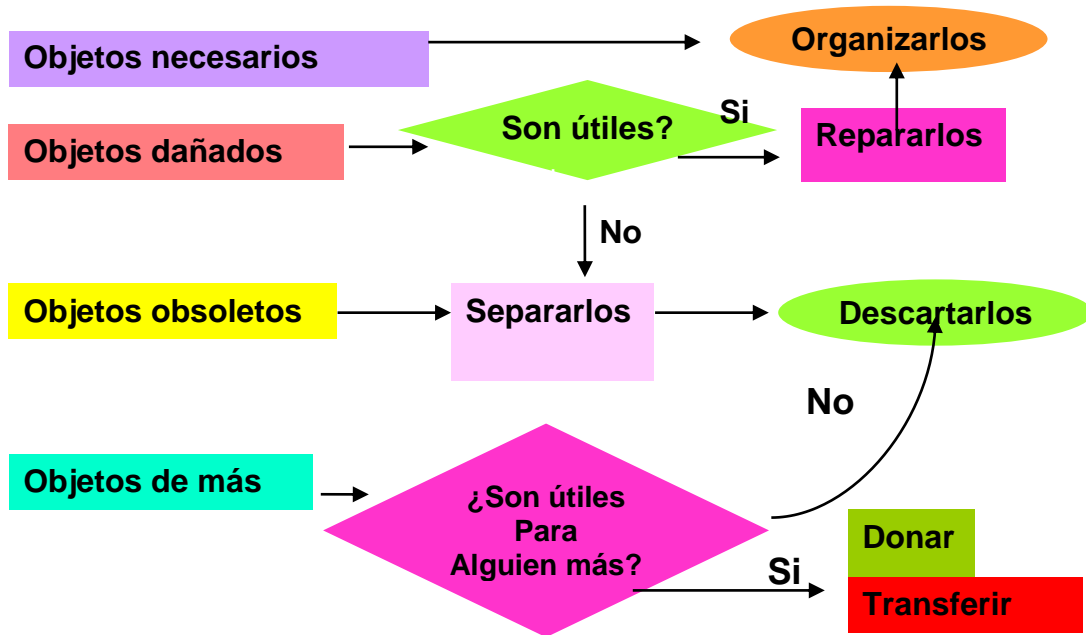 Objetos necesarios
Organizarlos
Objetos dañados
Son útiles?
Si
Repararlos
No
Objetos obsoletos
Separarlos
Descartarlos
No
Objetos de más
¿Son útiles
Para
Alguien más?
Si
Donar
Transferir